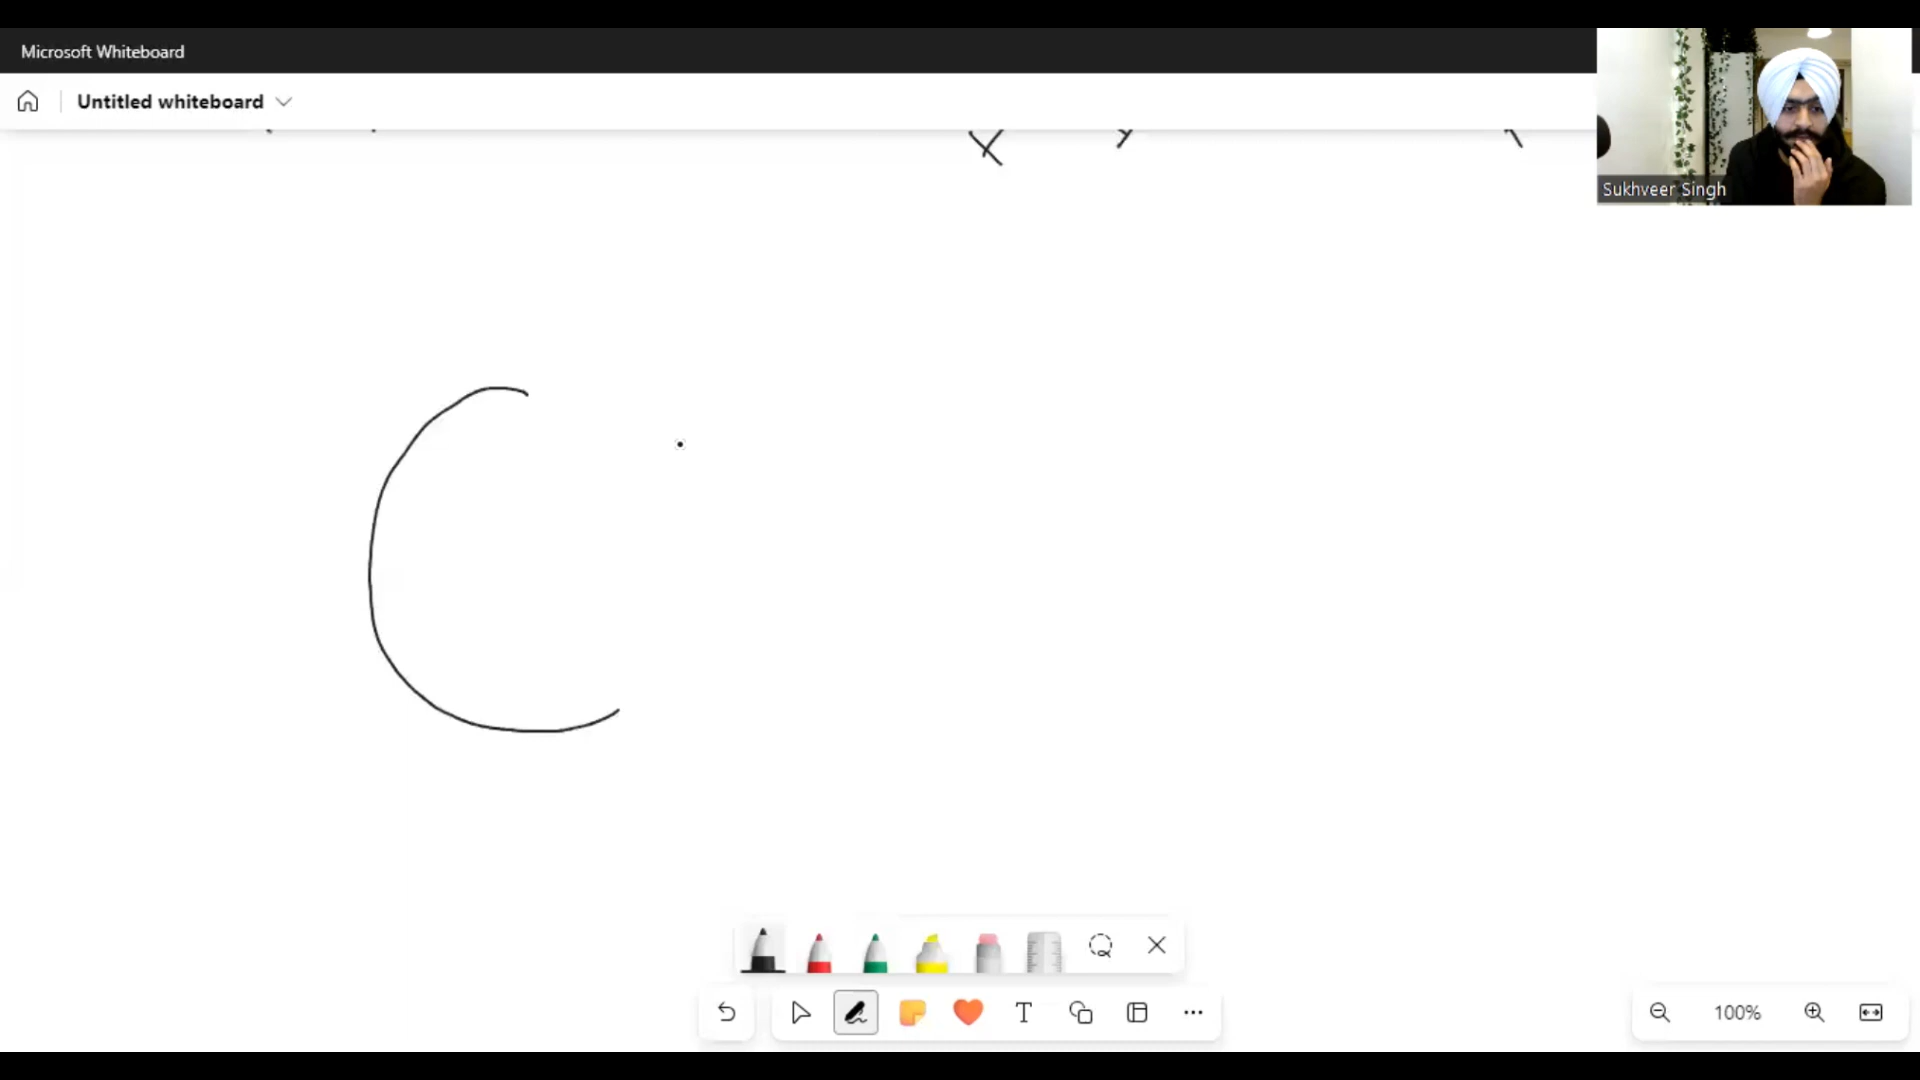 Microsoft Whiteboard
Untitled whiteboard
Sukhveer Singh
100%